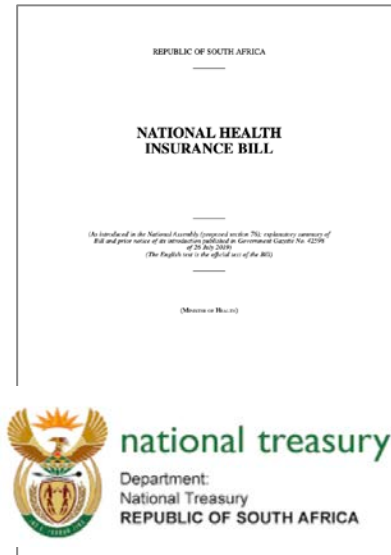 REPUBLIC OF SOUTH AFRICA
NATIONAL HEALTH
INSURANCE BILL
(As introduced in the National Assembly (proposed section 76); explanatory summary of
Bill and prior notice of its introduction published in Government Gazette No. 42598
of 26 July 2019)
(The English text is the official text of the Bill)
(MINISTER OF HEALTH)
national treasury
Department:
National Treasury
REPUBLIC OF SOUTH AFRICA